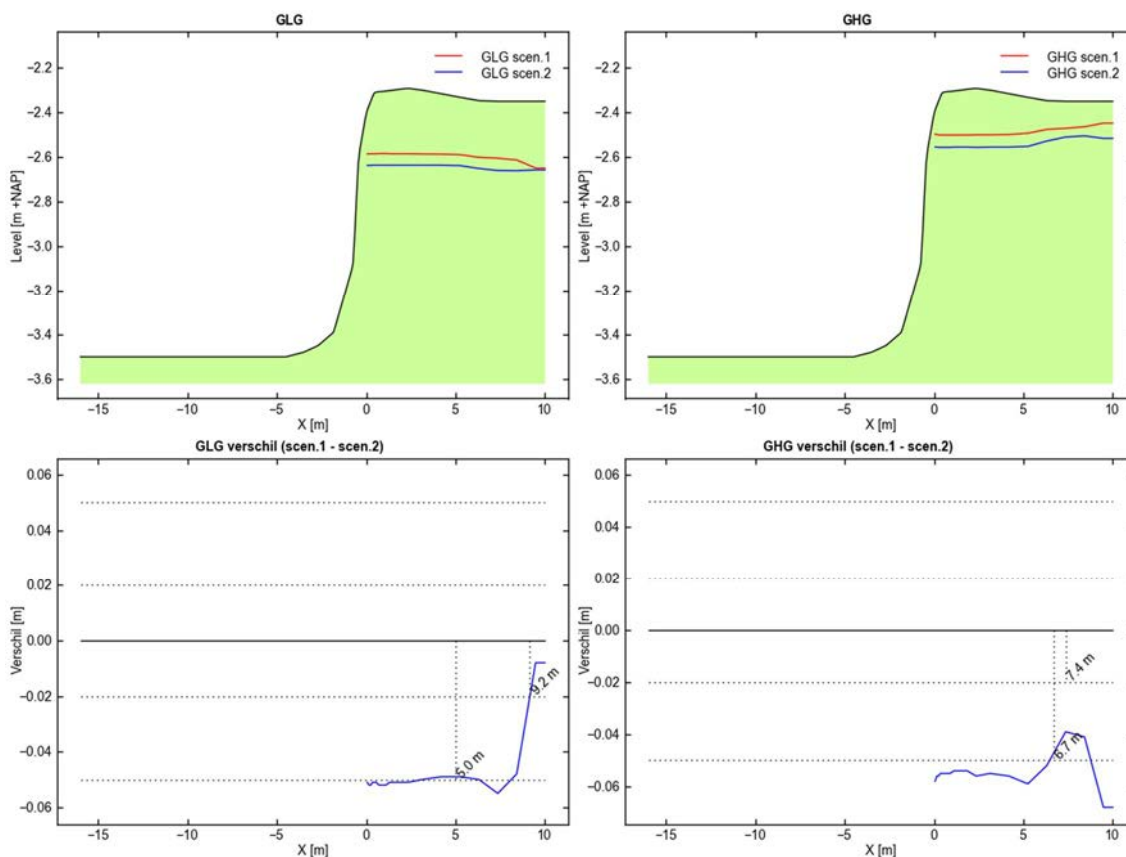 GLG
GLG scen.1
GLG scen.2
Level [m +NAP]
−2.2
−2.4
−2.6
−2.8
−3.0
−3.2
−3.4
−3.6
−15
−10
−5
0
5
10
X [m]
GHG
GHG scen.1
GHG scen.2
Level [m +NAP]
−2.2
−2.4
−2.6
−2.8
−3.0
−3.2
−3.4
−3.6
−15
−10
−5
0
5
10
X [m]
GLG verschil (scen.1 - scen.2)
Verschil [m]
0.06
0.04
0.02
0.00
−0.02
−0.04
−0.06
5.0 m
9.2 m
−15
−10
−5
0
5
10
X [m]
GHG verschil (scen.1 - scen.2)
Verschil [m]
0.06
0.04
0.02
0.00
−0.02
−0.04
−0.06
6.7 m
7.4 m
−15
−10
−5
0
5
10
X [m]